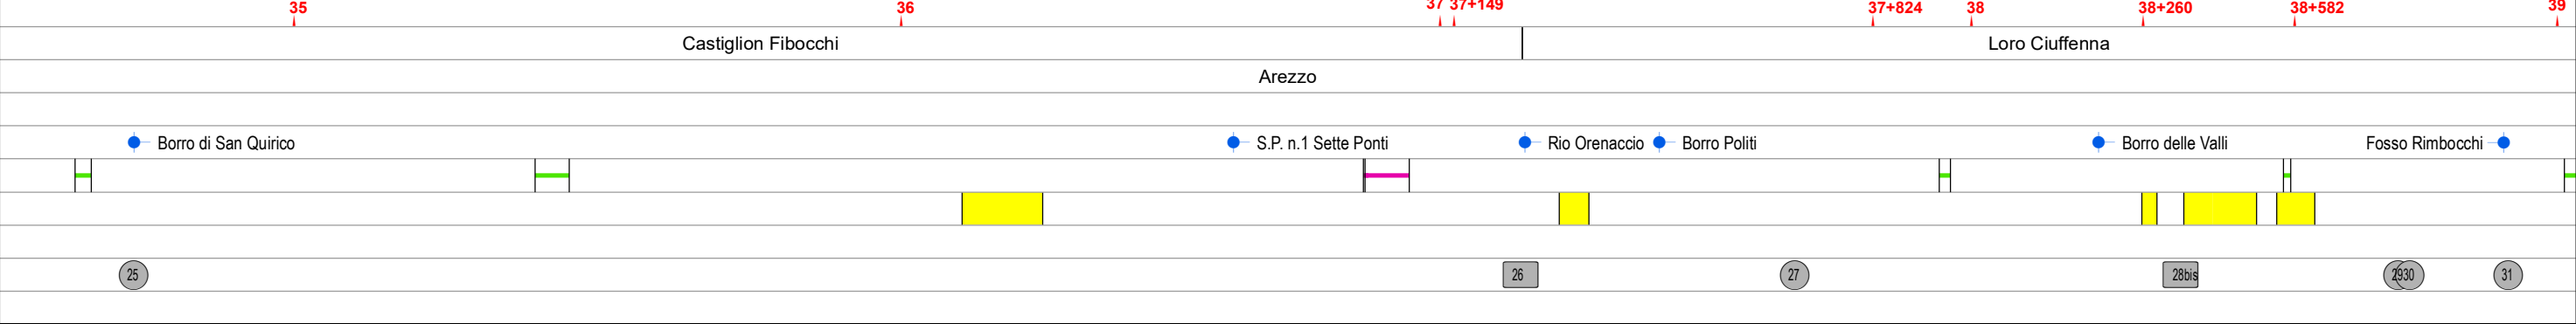 35 36 37 37+149 37+824 38 38+260 38+582 39
Castiglion Fibocchi Loro Ciuffenna
Arezzo
Borro di San Quirico S.P. n.1 Sette Ponti Rio Orenaccio Borro Politi Borro delle Valli Fosso Rimbocchi
25 26 27 28bis 29 30 31